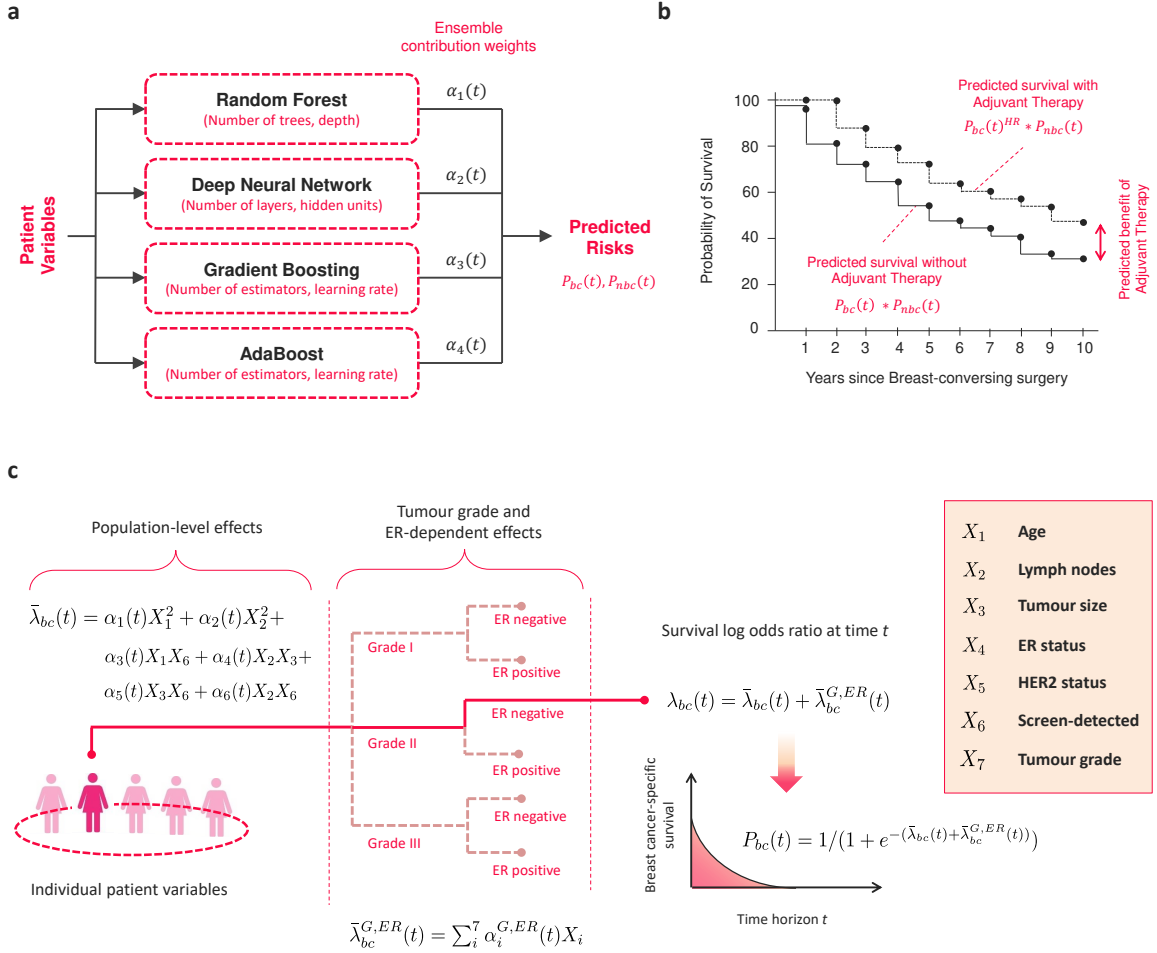 a
Ensemble
contribution weights
Patient
Variables
Random Forest
(Number of trees, depth)
α₁(t)
Deep Neural Network
(Number of layers, hidden units)
α₂(t)
Gradient Boosting
(Number of estimators, learning rate)
α₃(t)
AdaBoost
(Number of estimators, learning rate)
α₄(t)
Predicted
Risks
P_bc(t), P_nbc(t)
b
Probability of Survival
100
80
60
40
20
0
1 2 3 4 5 6 7 8 9 10
Years since Breast-conversing surgery
Predicted survival with
Adjuvant Therapy
P_bc(t)^HR * P_nbc(t)
Predicted survival without
Adjuvant Therapy
P_bc(t) * P_nbc(t)
Predicted benefit of
Adjuvant Therapy
c
Population-level effects
λ̄_bc(t) = α₁(t)X₁² + α₂(t)X₂²+
α₃(t)X₁X₆ + α₄(t)X₂X₃+
α₅(t)X₃X₆ + α₆(t)X₂X₆
Individual patient variables
Tumour grade and
ER-dependent effects
Grade I
ER negative
ER positive
Grade II
ER negative
ER positive
Grade III
ER negative
ER positive
λ̄_bc^{G,ER}(t) = ∑_i^7 α_i^{G,ER}(t)X_i
Survival log odds ratio at time t
λ_bc(t) = λ̄_bc(t) + λ̄_bc^{G,ER}(t)
Breast cancer-specific
survival
P_bc(t) = 1/(1 + e^{-(λ̄_bc(t)+λ̄_bc^{G,ER}(t))})
Time horizon t
X₁ Age
X₂ Lymph nodes
X₃ Tumour size
X₄ ER status
X₅ HER2 status
X₆ Screen-detected
X₇ Tumour grade